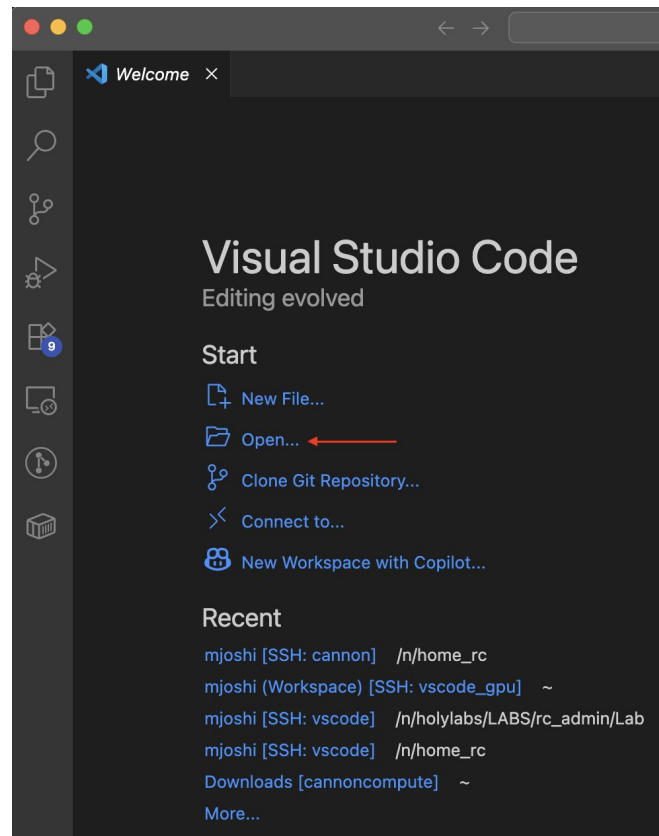 Welcome
Visual Studio Code
Editing evolved
Start
New File...
Open...
Clone Git Repository...
Connect to...
New Workspace with Copilot...
9
Recent
mjoshi [SSH: cannon] /n/home_rc
mjoshi (Workspace) [SSH: vscode_gpu] ~
mjoshi [SSH: vscode] /n/holylabs/LABS/rc_admin/Lab
mjoshi [SSH: vscode] /n/home_rc
Downloads [cannoncompute] ~
More...